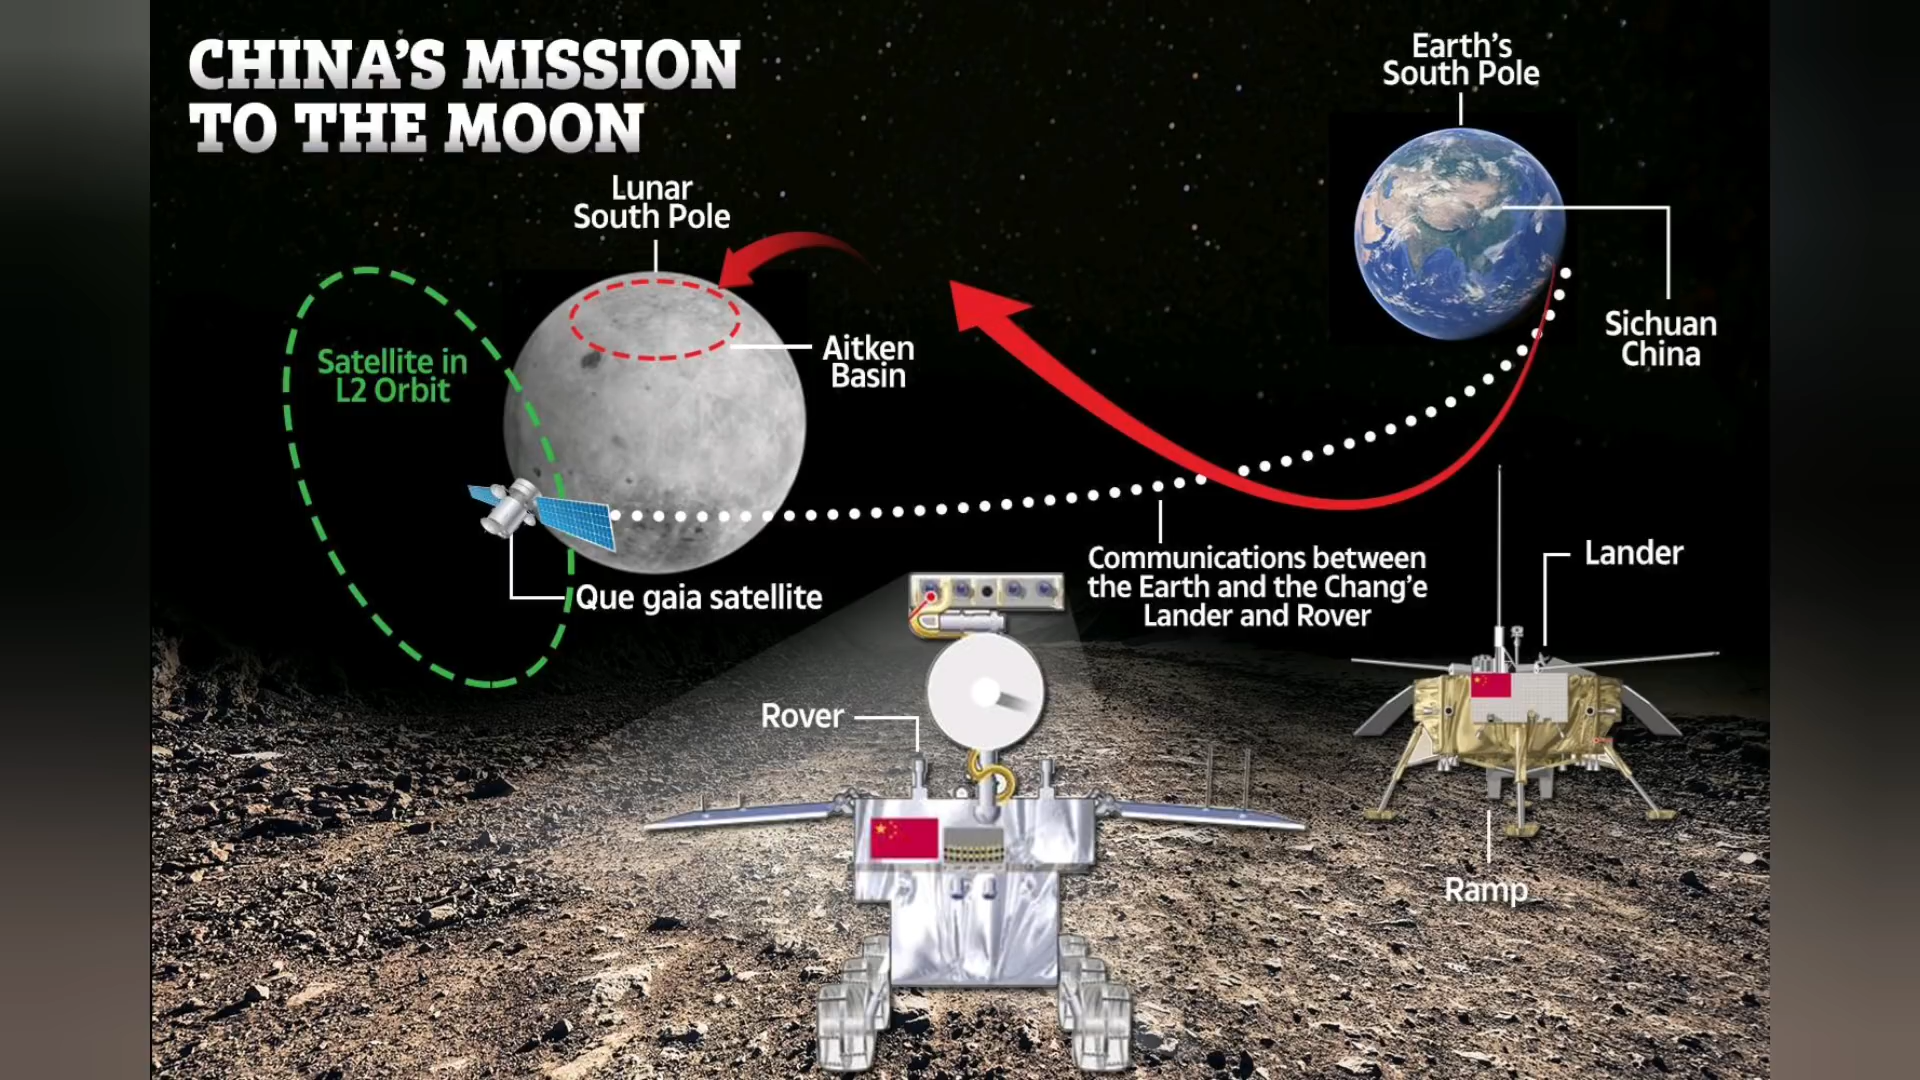 CHINA'S MISSION
TO THE MOON
Earth's
South Pole
Lunar
South Pole
Sichuan
China
Aitken
Basin
Satellite in
L2 Orbit
Communications between
the Earth and the Chang'e
Lander and Rover
Lander
Que gaia satellite
Rover
Ramp